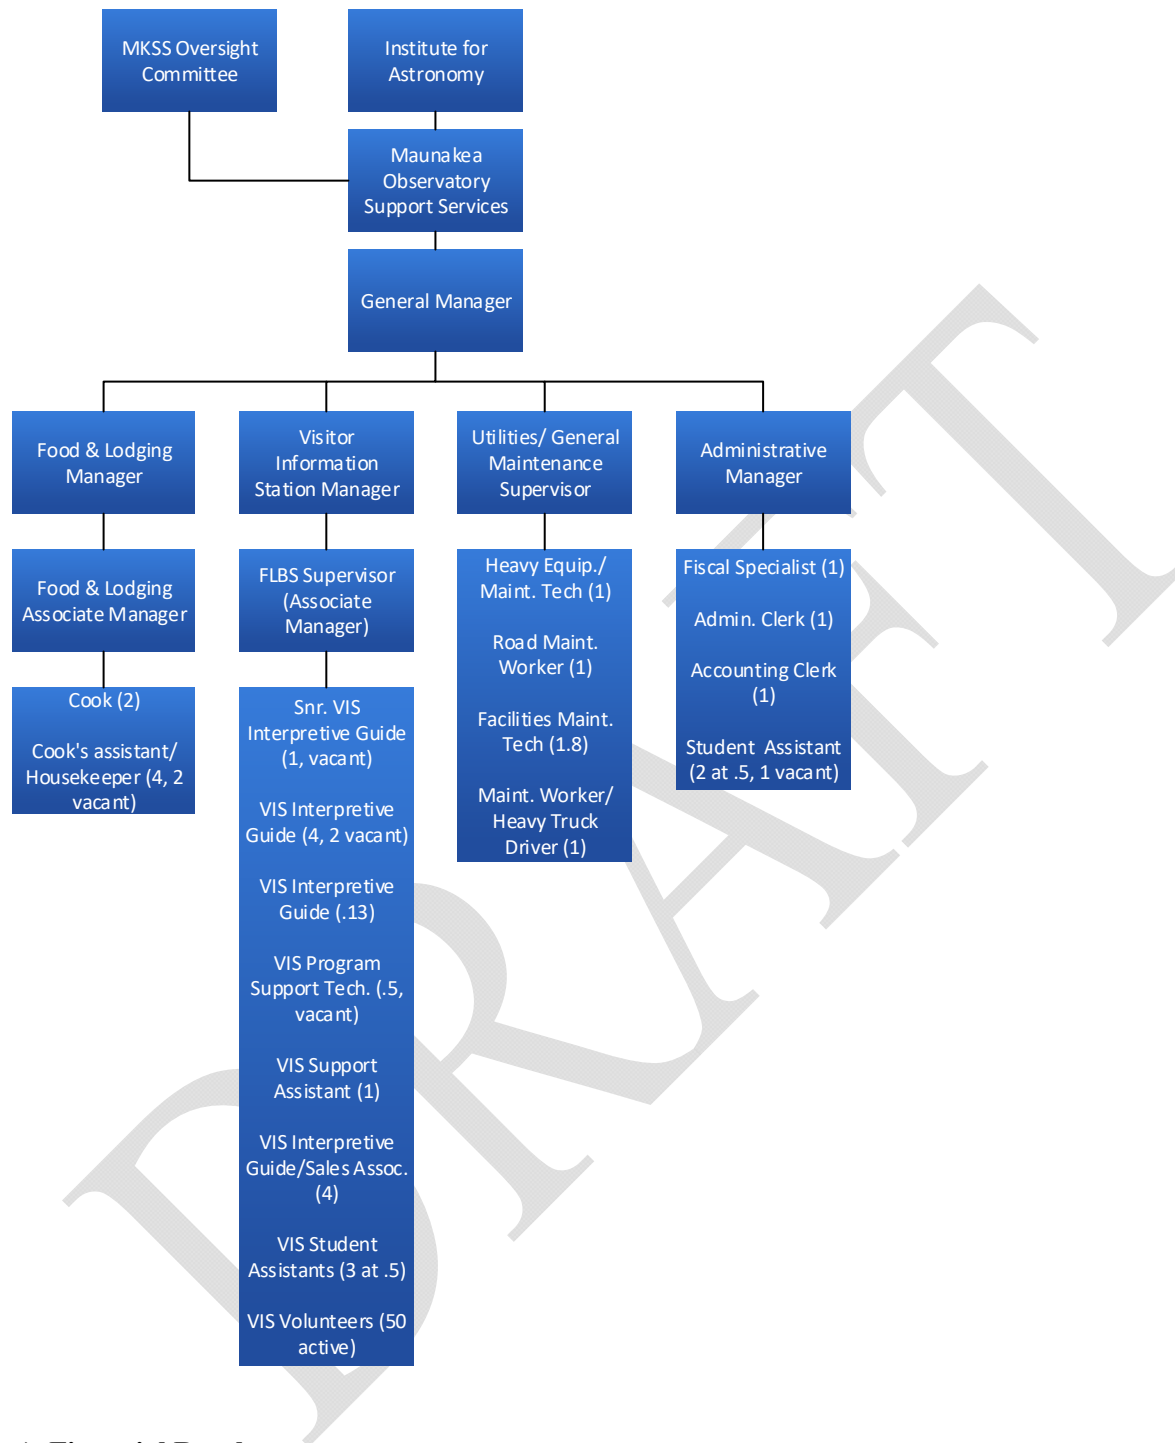 MKSS Oversight
Committee
Institute for
Astronomy
Maunakea
Observatory
Support Services
General Manager
Food & Lodging
Manager
Visitor
Information
Station Manager
Utilities/ General
Maintenance
Supervisor
Administrative
Manager
Food & Lodging
Associate Manager
FLBS Supervisor
(Associate
Manager)
Heavy Equip./
Maint. Tech (1)
Road Maint.
Worker (1)
Facilities Maint.
Tech (1.8)
Maint. Worker/
Heavy Truck
Driver (1)
Fiscal Specialist (1)
Admin. Clerk (1)
Accounting Clerk
(1)
Student Assistant
(2 at .5, 1 vacant)
Cook (2)
Cook's assistant/
Housekeeper (4, 2
vacant)
Snr. VIS
Interpretive Guide
(1, vacant)
VIS Interpretive
Guide (4, 2 vacant)
VIS Interpretive
Guide (.13)
VIS Program
Support Tech. (.5,
vacant)
VIS Support
Assistant (1)
VIS Interpretive
Guide/Sales Assoc.
(4)
VIS Student
Assistants (3 at .5)
VIS Volunteers (50
active)
DRAFT